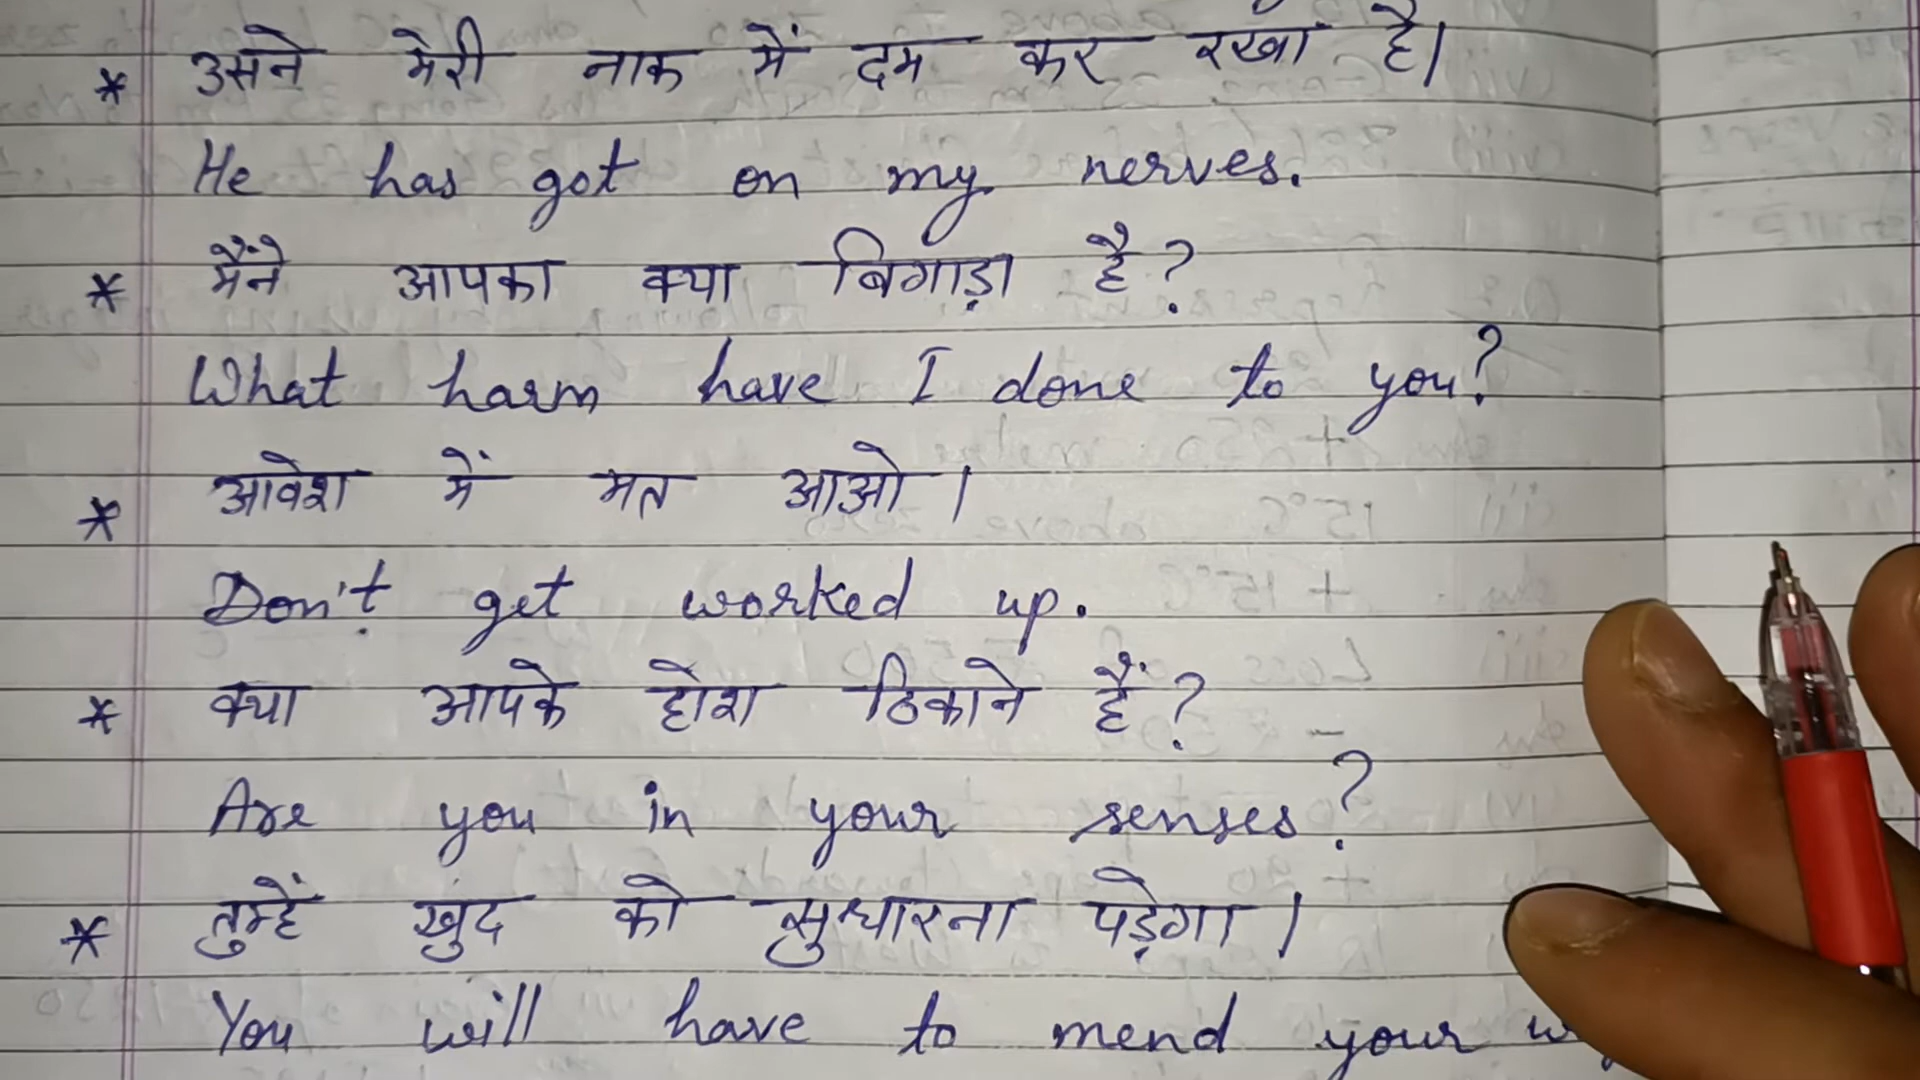 * उसने मेरी नाक में दम कर रखा है।
He has got on my nerves.
* मैंने आपका क्या बिगाड़ा है?
What harm have I done to you?
* आवेश में मत आओ।
Don't get worked up.
* क्या आपके होश ठिकाने हैं?
Are you in your senses?
* तुम्हें खुद को सुधारना पड़ेगा।
You will have to mend your